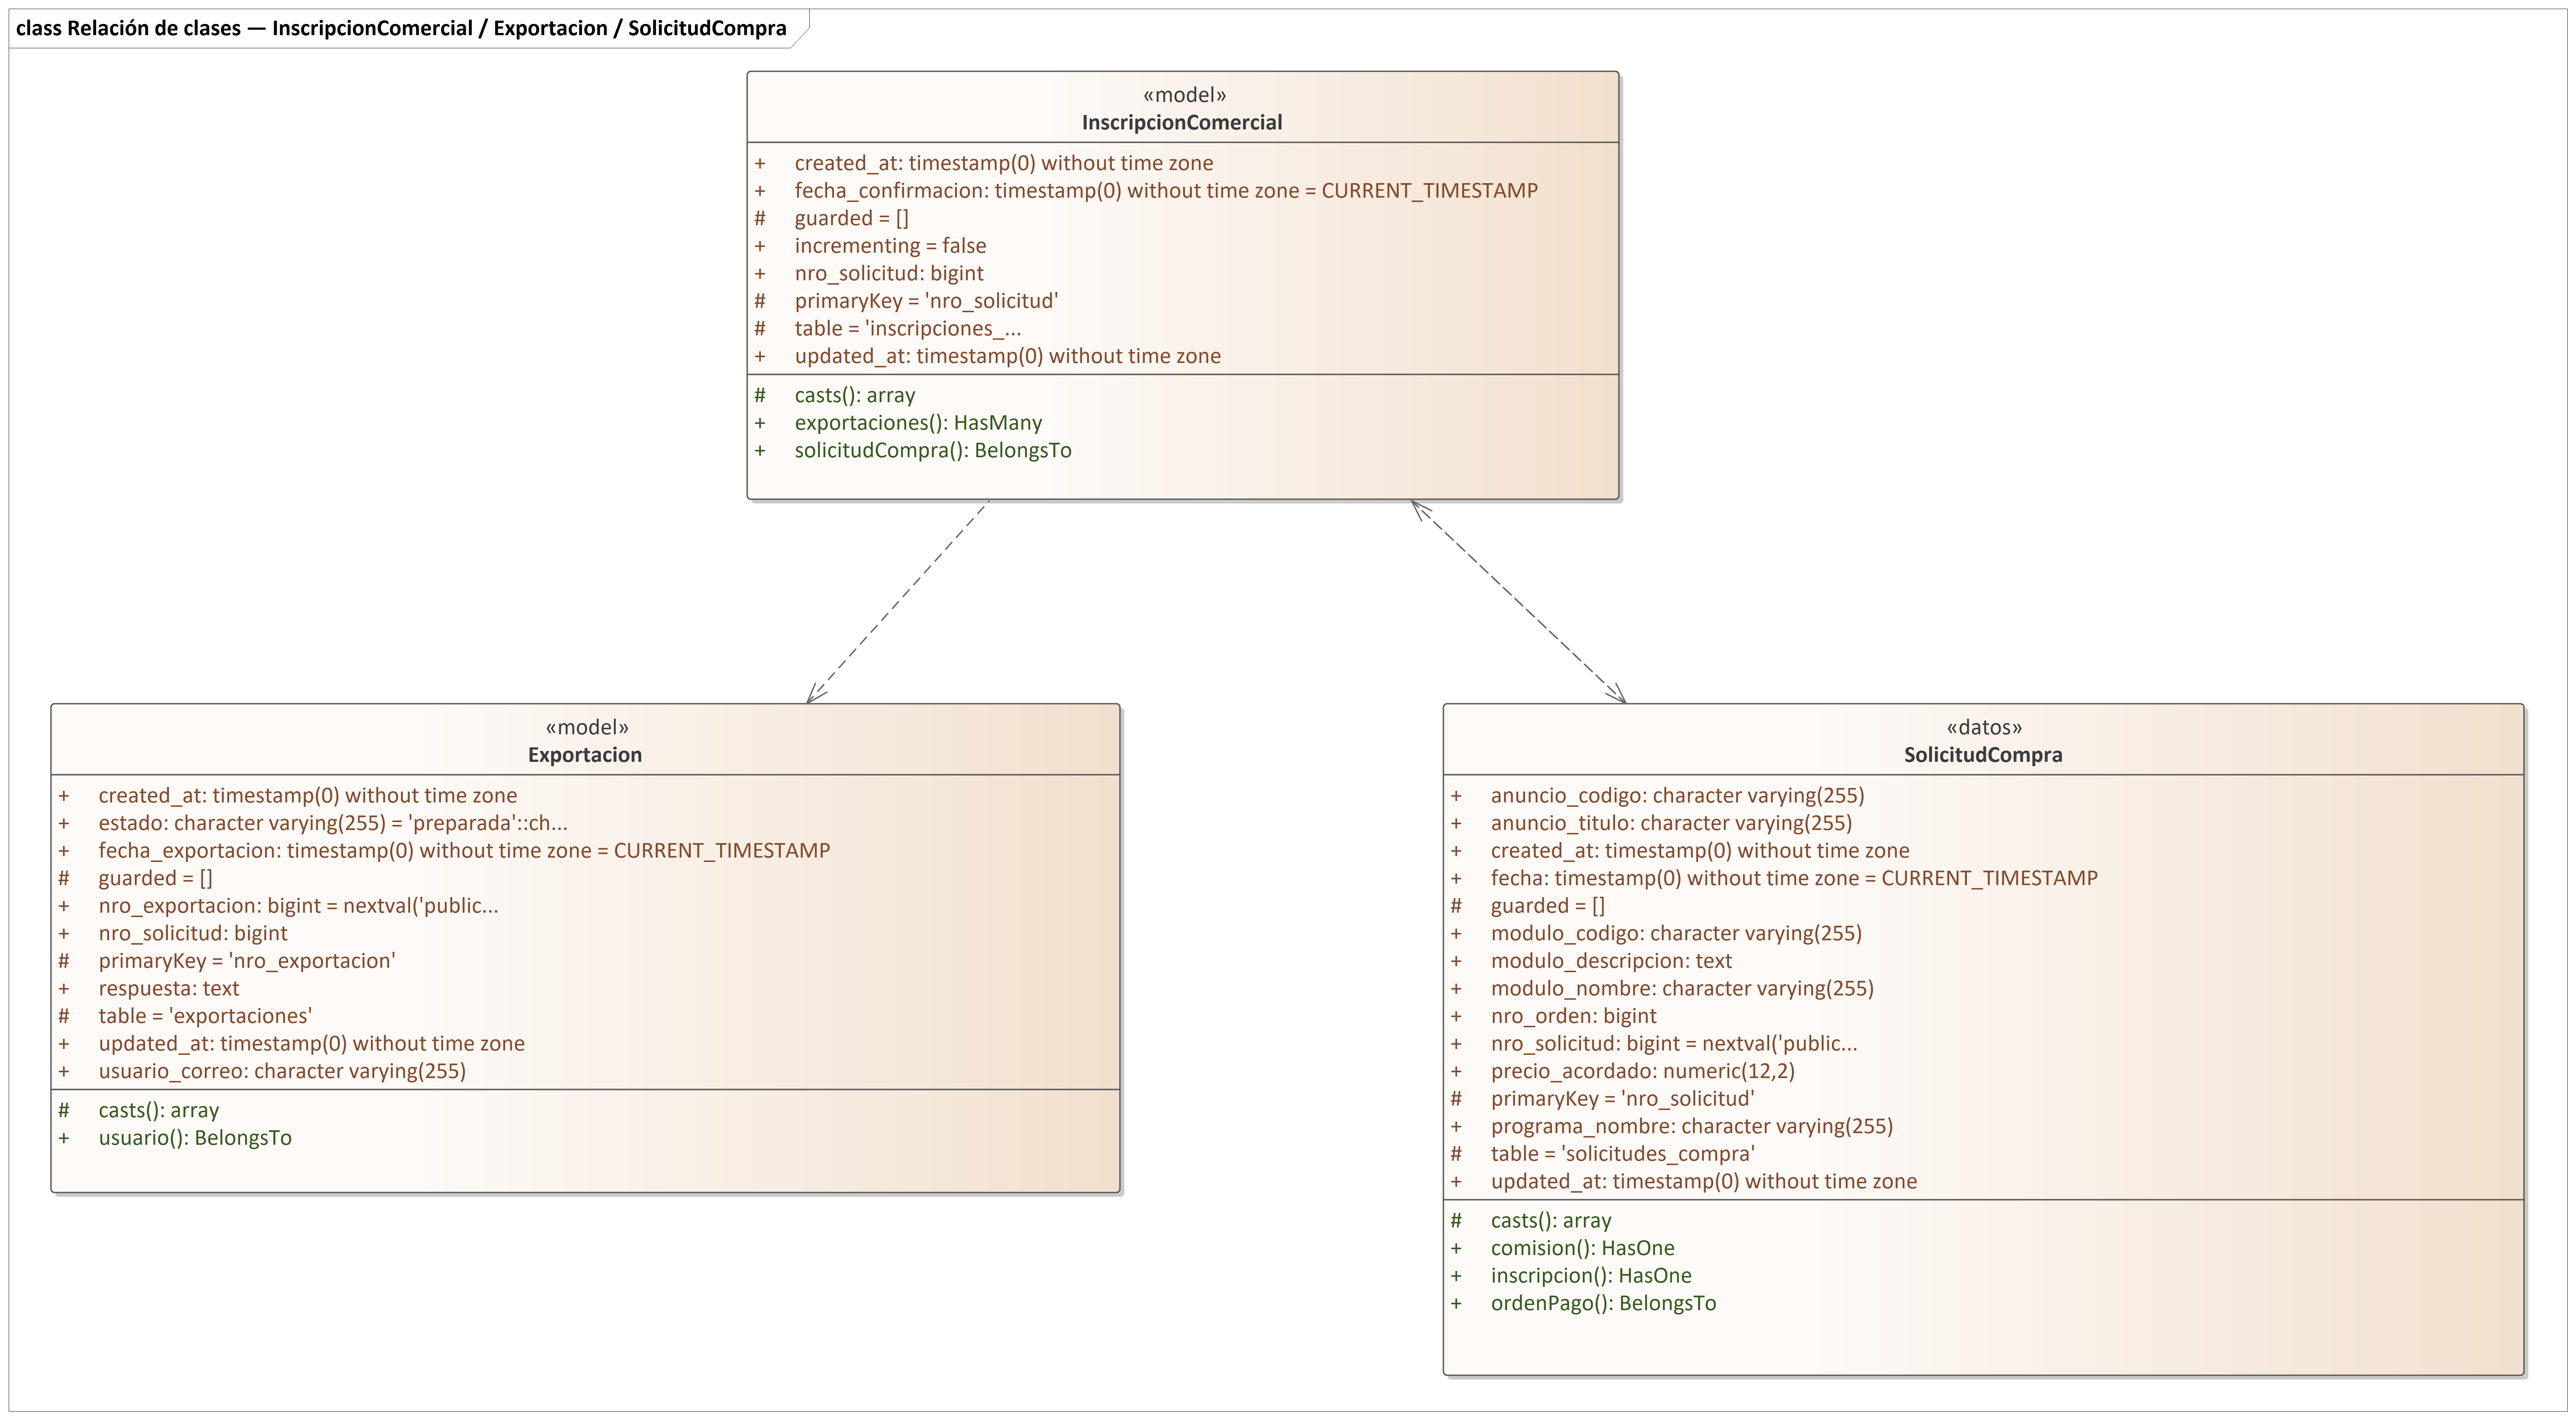 class Relación de clases — InscripcionComercial / Exportacion / SolicitudCompra
«model»
InscripcionComercial
+ created_at: timestamp(0) without time zone
+ fecha_confirmacion: timestamp(0) without time zone = CURRENT_TIMESTAMP
# guarded = []
+ incrementing = false
+ nro_solicitud: bigint
# primaryKey = 'nro_solicitud'
# table = 'inscripciones_...
+ updated_at: timestamp(0) without time zone
# casts(): array
+ exportaciones(): HasMany
+ solicitudCompra(): BelongsTo
«model»
Exportacion
+ created_at: timestamp(0) without time zone
+ estado: character varying(255) = 'preparada'::ch...
+ fecha_exportacion: timestamp(0) without time zone = CURRENT_TIMESTAMP
# guarded = []
+ nro_exportacion: bigint = nextval('public...
+ nro_solicitud: bigint
# primaryKey = 'nro_exportacion'
+ respuesta: text
# table = 'exportaciones'
+ updated_at: timestamp(0) without time zone
+ usuario_correo: character varying(255)
# casts(): array
+ usuario(): BelongsTo
«datos»
SolicitudCompra
+ anuncio_codigo: character varying(255)
+ anuncio_titulo: character varying(255)
+ created_at: timestamp(0) without time zone
+ fecha: timestamp(0) without time zone = CURRENT_TIMESTAMP
# guarded = []
+ modulo_codigo: character varying(255)
+ modulo_descripcion: text
+ modulo_nombre: character varying(255)
+ nro_orden: bigint
+ nro_solicitud: bigint = nextval('public...
+ precio_acordado: numeric(12,2)
# primaryKey = 'nro_solicitud'
+ programa_nombre: character varying(255)
# table = 'solicitudes_compra'
+ updated_at: timestamp(0) without time zone
# casts(): array
+ comision(): HasOne
+ inscripcion(): HasOne
+ ordenPago(): BelongsTo